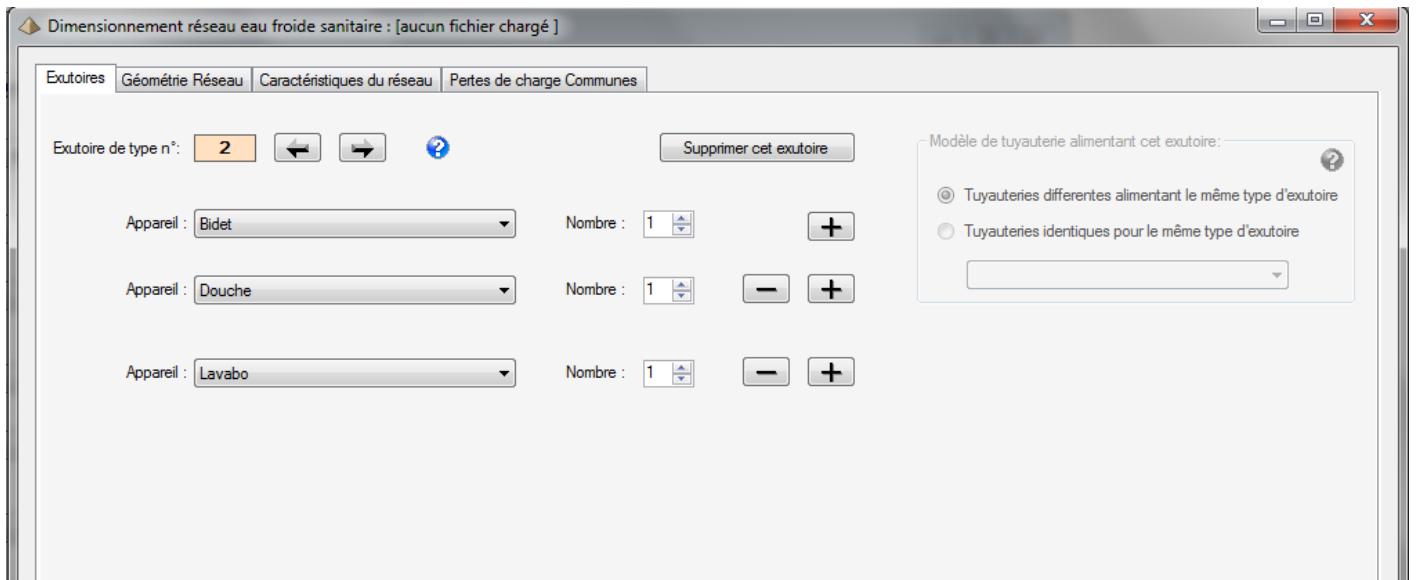 Dimensionnement réseau eau froide sanitaire : [aucun fichier chargé ]
Exutoires Géométrie Réseau Caractéristiques du réseau Pertes de charge Communes
Exutoire de type n°: 2 Supprimer cet exutoire
Modèle de tuyauterie alimentant cet exutoire:
Tuyauteries differentes alimentant le même type d'exutoire
Tuyauteries identiques pour le même type d'exutoire
Appareil : Bidet Nombre : 1
Appareil : Douche Nombre : 1
Appareil : Lavabo Nombre : 1